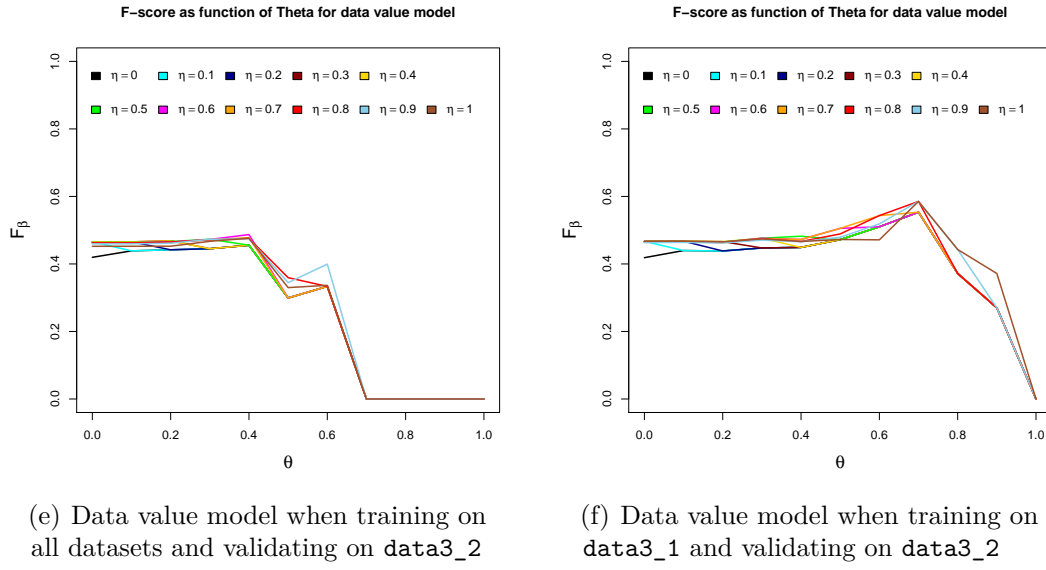 F−score as function of Theta for data value model
1.0
0.8
0.6
0.4
0.2
0.0
Fβ
η = 0 η = 0.1 η = 0.2 η = 0.3 η = 0.4
η = 0.5 η = 0.6 η = 0.7 η = 0.8 η = 0.9 η = 1
0.0 0.2 0.4 0.6 0.8 1.0
θ
(e) Data value model when training on
all datasets and validating on data3_2
F−score as function of Theta for data value model
1.0
0.8
0.6
0.4
0.2
0.0
Fβ
η = 0 η = 0.1 η = 0.2 η = 0.3 η = 0.4
η = 0.5 η = 0.6 η = 0.7 η = 0.8 η = 0.9 η = 1
0.0 0.2 0.4 0.6 0.8 1.0
θ
(f) Data value model when training on
data3_1 and validating on data3_2